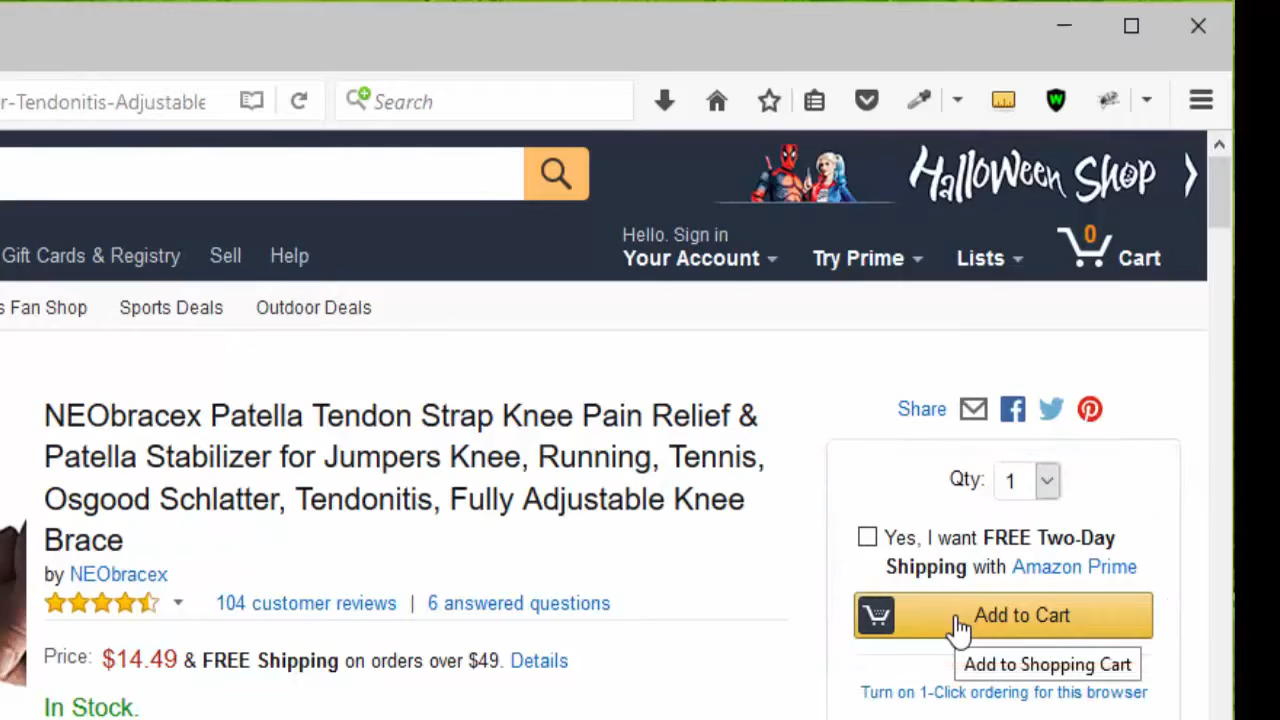 r-Tendonitis-Adjustable
Search
W
Halloween Shop
Hello. Sign in
Your Account
Try Prime
Lists
0
Cart
Gift Cards & Registry
Sell
Help
s Fan Shop
Sports Deals
Outdoor Deals
NEObracex Patella Tendon Strap Knee Pain Relief &
Patella Stabilizer for Jumpers Knee, Running, Tennis,
Osgood Schlatter, Tendonitis, Fully Adjustable Knee
Brace
by NEObracex
104 customer reviews | 6 answered questions
Price: $14.49 & FREE Shipping on orders over $49. Details
In Stock.
Share
Qty: 1
Yes, I want FREE Two-Day
Shipping with Amazon Prime
Add to Cart
Add to Shopping Cart
Turn on 1-Click ordering for this browser